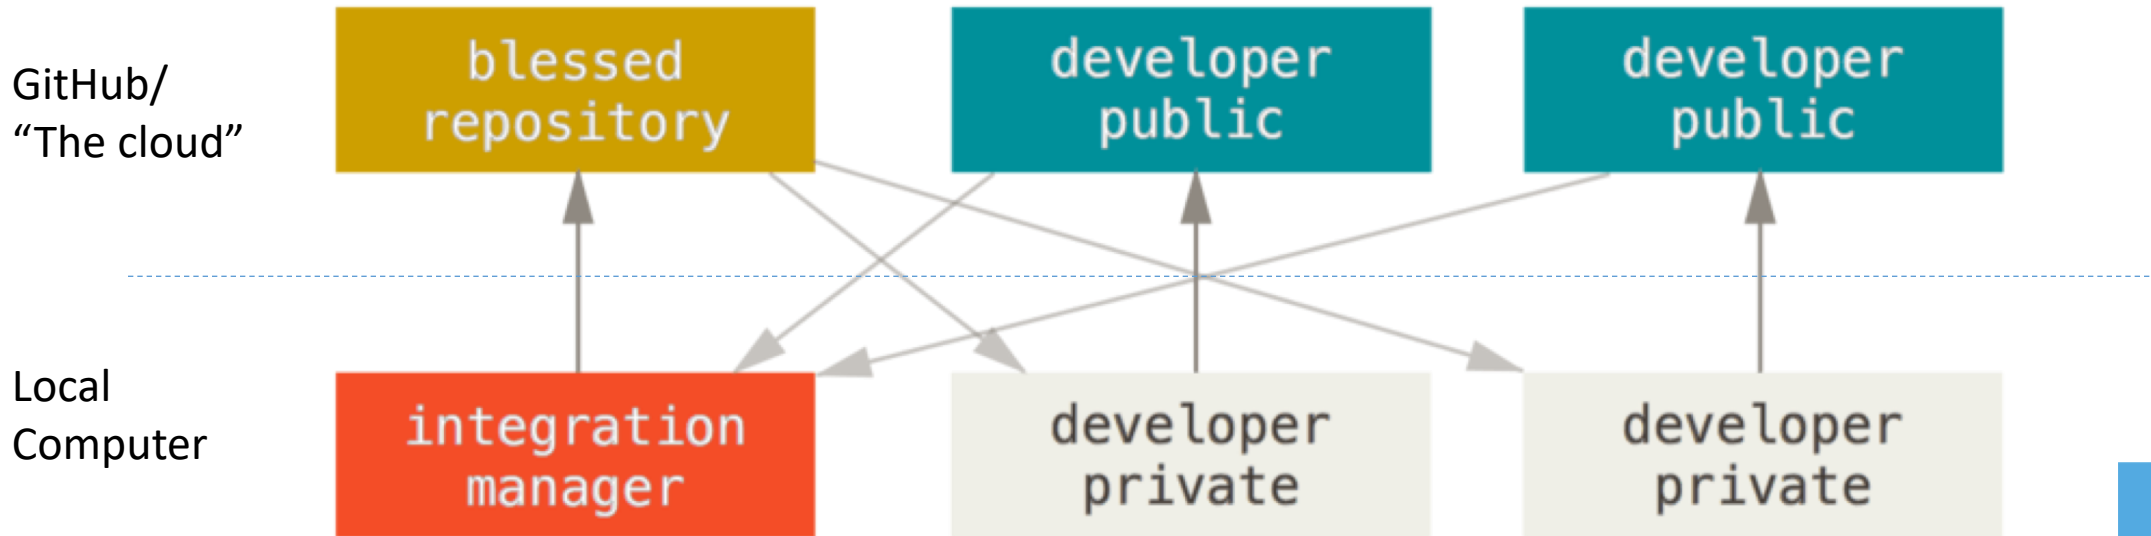 GitHub/
“The cloud”
blessed
repository
developer
public
developer
public
Local
Computer
integration
manager
developer
private
developer
private